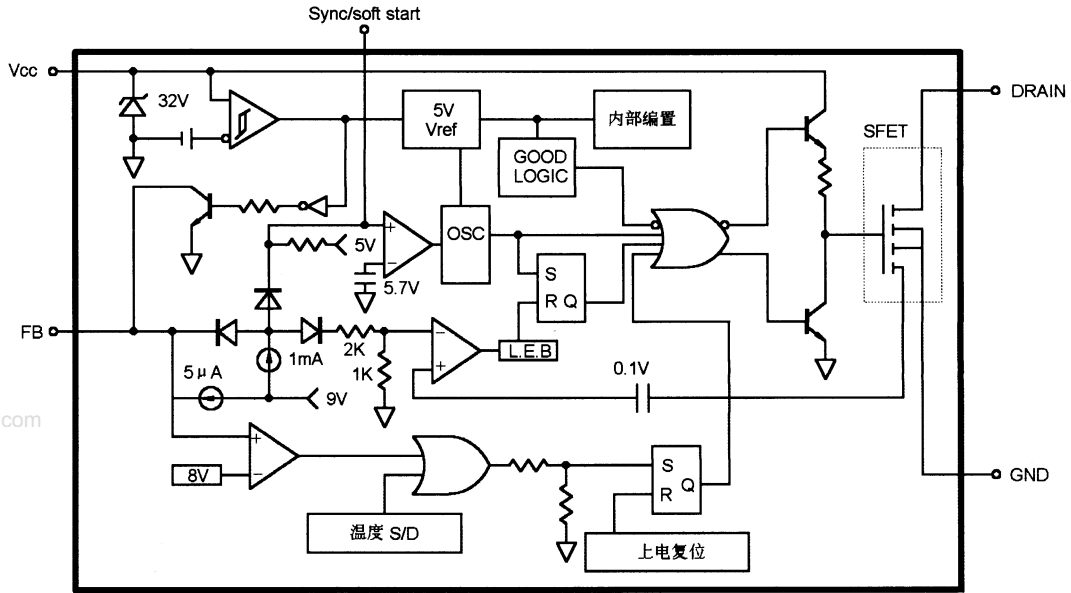 Sync/soft start
Vcc
DRAIN
32V
5V
Vref
内部编置
SFET
GOOD
LOGIC
+
OSC
5V
−
5.7V
S
R Q
FB
1mA
2K
−
L.E.B
1K
+
0.1V
5μA
9V
com
+
8V
−
S
Q
R
GND
温度 S/D
上电复位